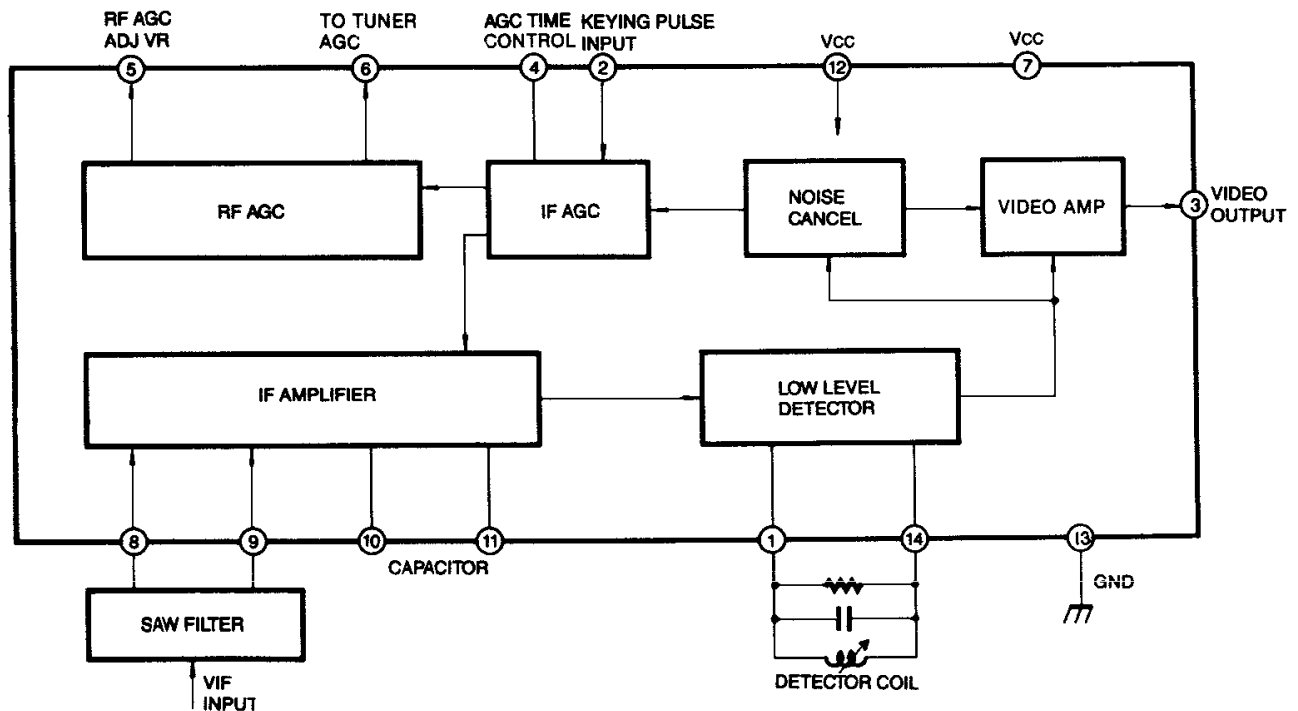 RF AGC
ADJ VR
TO TUNER
AGC
AGC TIME
CONTROL
KEYING PULSE
INPUT
Vcc
Vcc
5
6
4
2
12
7
RF AGC
IF AGC
NOISE
CANCEL
VIDEO AMP
3
VIDEO
OUTPUT
IF AMPLIFIER
LOW LEVEL
DETECTOR
8
9
10
11
1
14
13
CAPACITOR
GND
SAW FILTER
DETECTOR COIL
VIF
INPUT